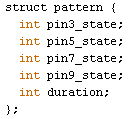 struct pattern {
  int pin3_state;
  int pin5_state;
  int pin7_state;
  int pin9_state;
  int duration;
};